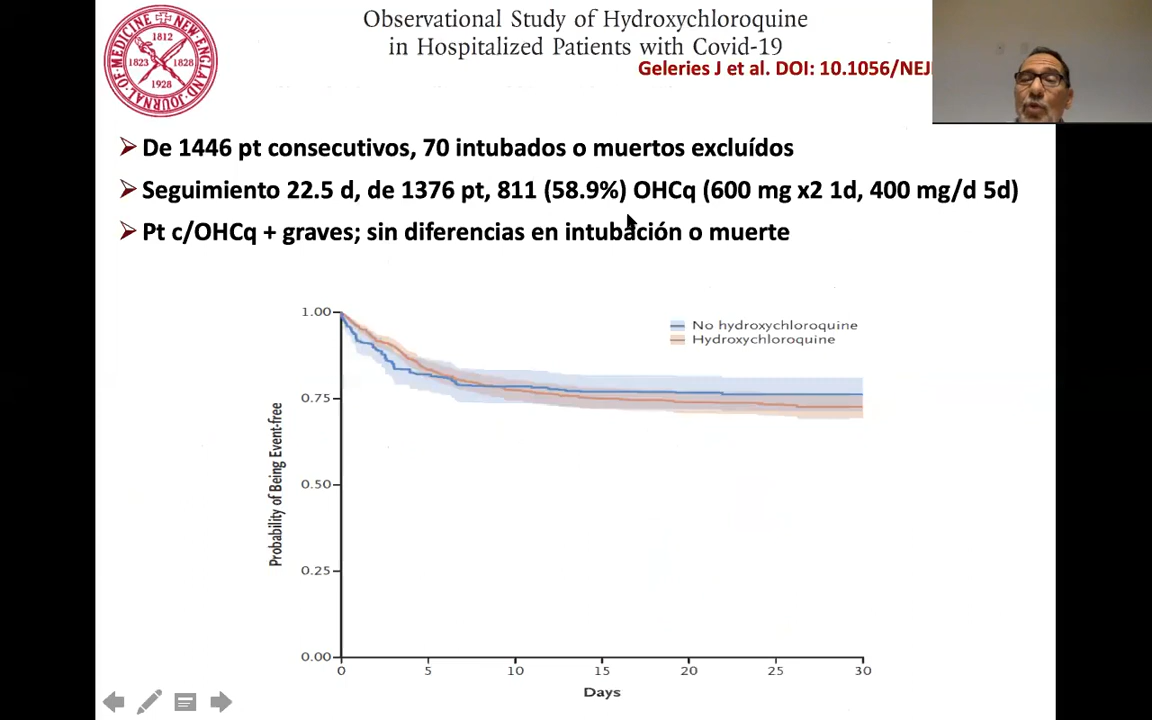 NEW ENGLAND JOURNAL OF MEDICINE
1812
1823
1828
1928
Observational Study of Hydroxychloroquine
in Hospitalized Patients with Covid-19
Geleries J et al. DOI: 10.1056/NEJ
De 1446 pt consecutivos, 70 intubados o muertos excluídos
Seguimiento 22.5 d, de 1376 pt, 811 (58.9%) OHCq (600 mg x2 1d, 400 mg/d 5d)
Pt c/OHCq + graves; sin diferencias en intubación o muerte
No hydroxychloroquine
Hydroxychloroquine
Probability of Being Event-free
1.00
0.75
0.50
0.25
0.00
0 5 10 15 20 25 30
Days